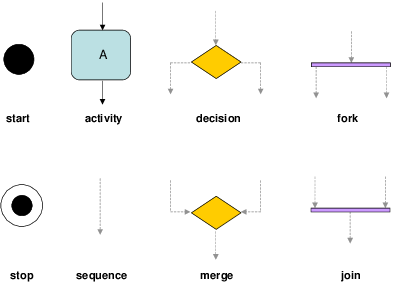 A
start activity decision fork
stop sequence merge join